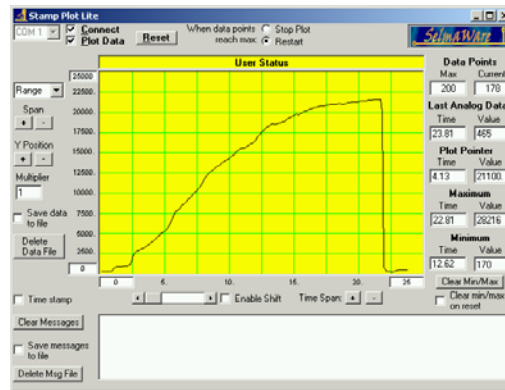 Stamp Plot Lite
COM 1
Connect
Plot Data
Reset
When data points reach max
Stop Plot
Restart
SelmaWare
User Status
Range
Span
+ -
Y Position
+ -
Multiplier
1
Save data to file
Delete Data File
25000
22500.
20000.
17500.
15000.
12500.
10000.
7500.
5000.
2500.
0
0 5. 10. 15. 20. 25
Data Points
Max Current
200 178
Last Analog Data
Time Value
23.81 465
Plot Pointer
Time Value
4.13 21100.
Maximum
Time Value
22.81 28216
Minimum
Time Value
12.62 170
Clear Min/Max
Clear min/max on reset
Time stamp
Enable Shift
Time Span: + -
Clear Messages
Save messages to file
Delete Msg File